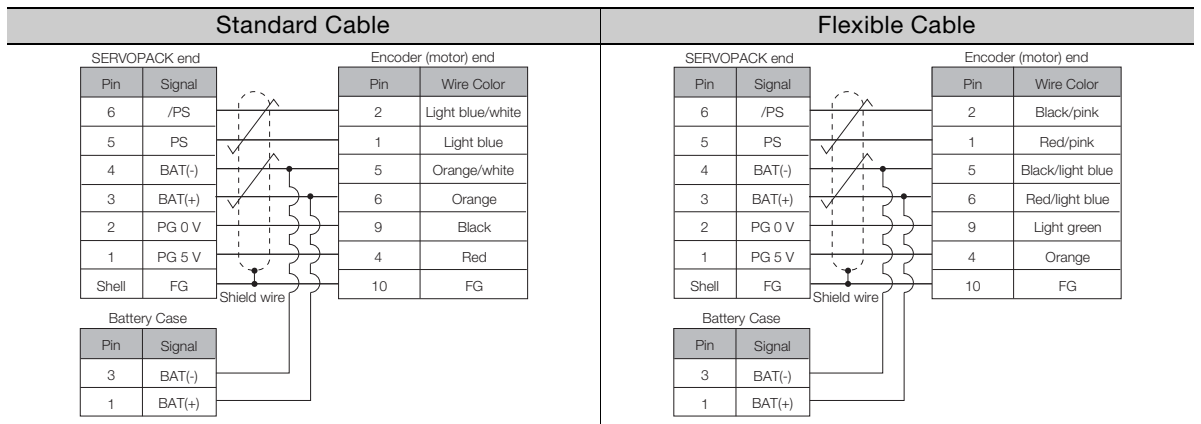 Standard Cable
SERVOPACK end
Encoder (motor) end
Pin Signal Pin Wire Color
6 /PS 2 Light blue/white
5 PS 1 Light blue
4 BAT(-) 5 Orange/white
3 BAT(+) 6 Orange
2 PG 0 V 9 Black
1 PG 5 V 4 Red
Shell FG 10 FG
Shield wire
Battery Case
Pin Signal
3 BAT(-)
1 BAT(+)
Flexible Cable
SERVOPACK end
Encoder (motor) end
Pin Signal Pin Wire Color
6 /PS 2 Black/pink
5 PS 1 Red/pink
4 BAT(-) 5 Black/light blue
3 BAT(+) 6 Red/light blue
2 PG 0 V 9 Light green
1 PG 5 V 4 Orange
Shell FG 10 FG
Shield wire
Battery Case
Pin Signal
3 BAT(-)
1 BAT(+)